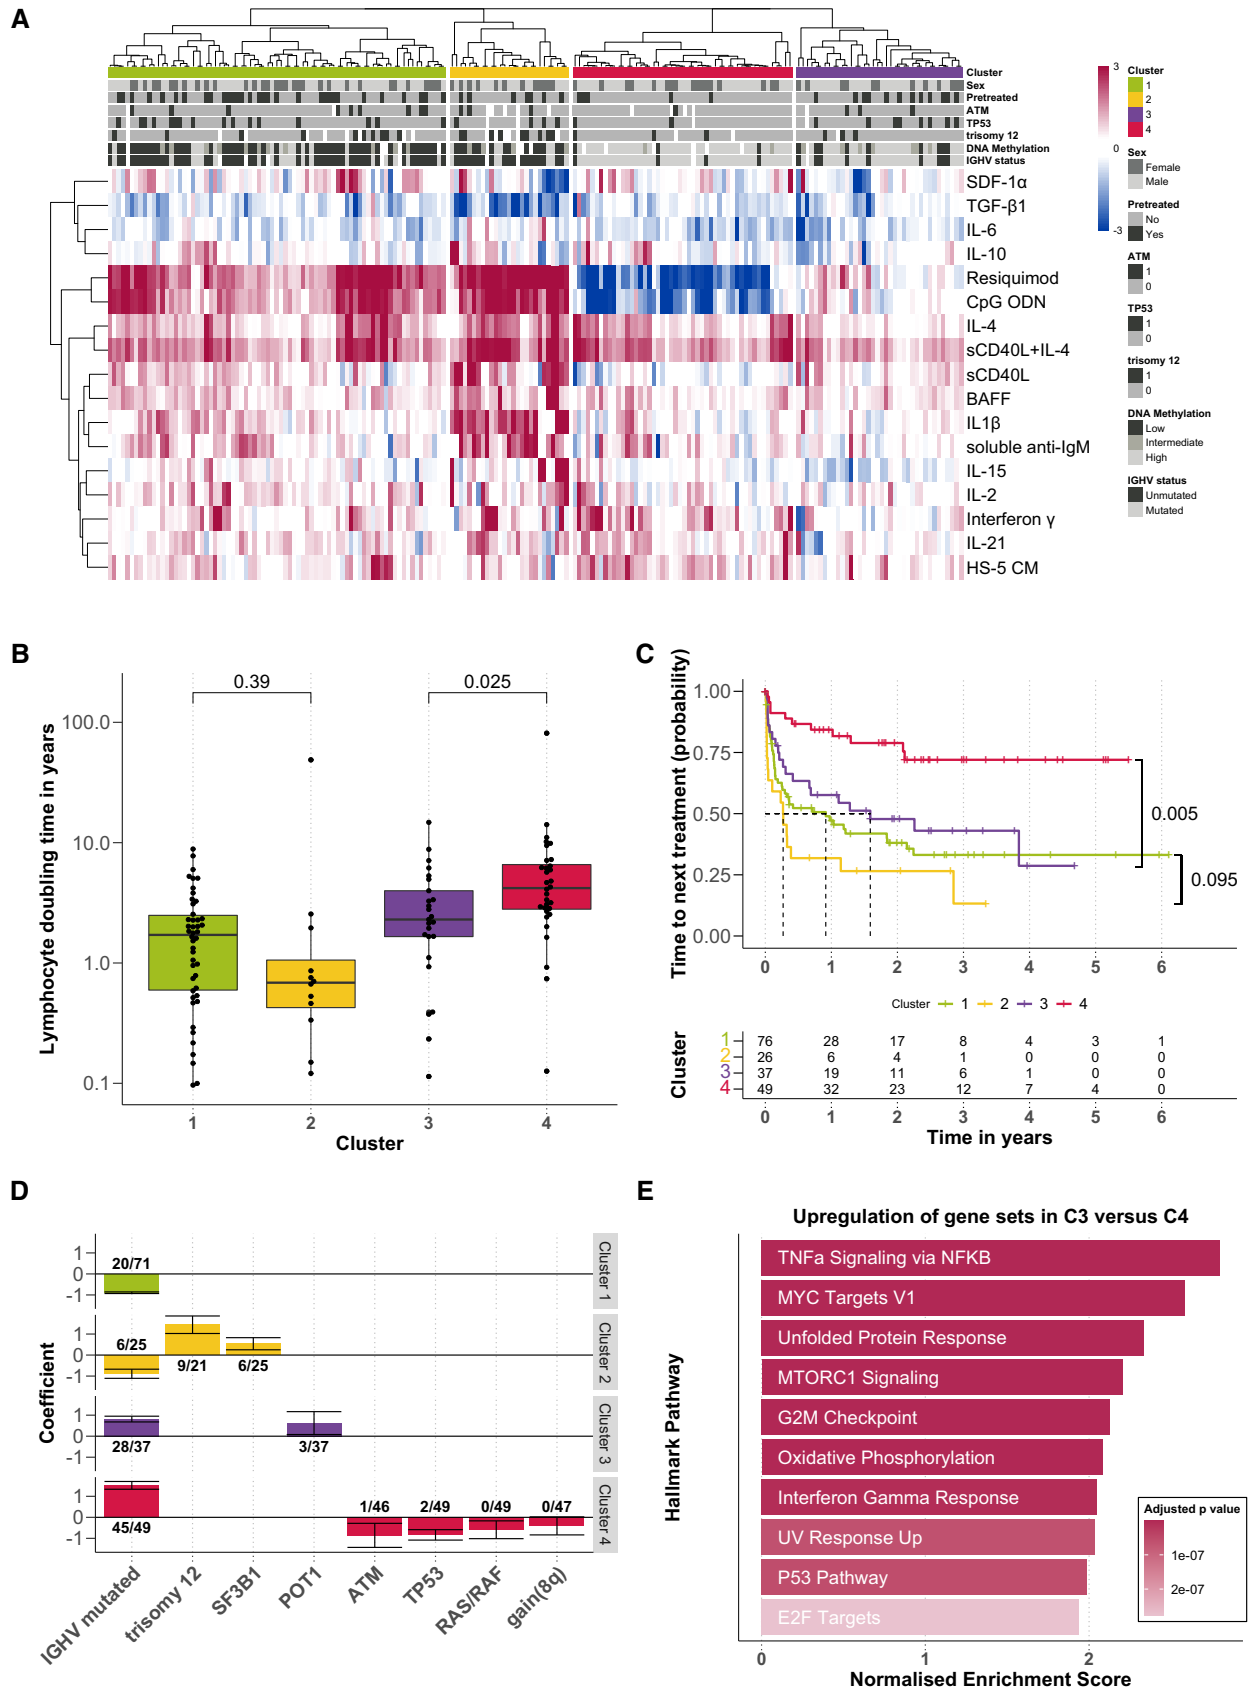 A
Cluster
Sex
Pretreated
ATM
TP53
trisomy 12
DNA Methylation
IGHV status
SDF-1α
TGF-β1
IL-6
IL-10
Resiquimod
CpG ODN
IL-4
sCD40L+IL-4
sCD40L
BAFF
IL1β
soluble anti-IgM
IL-15
IL-2
Interferon γ
IL-21
HS-5 CM
3
0
-3
Cluster
1
2
3
4
Sex
Female
Male
Pretreated
No
Yes
ATM
1
0
TP53
1
0
trisomy 12
1
0
DNA Methylation
Low
Intermediate
High
IGHV status
Unmutated
Mutated
B
Lymphocyte doubling time in years
100.0
10.0
1.0
0.1
0.39
0.025
1 2 3 4
Cluster
C
Time to next treatment (probability)
1.00
0.75
0.50
0.25
0.00
0.005
0.095
0 1 2 3 4 5 6
Cluster 1 2 3 4
Cluster
1 76 28 17 8 4 3 1
2 26 6 4 1 0 0 0
3 37 19 11 6 1 0 0
4 49 32 23 12 7 4 0
0 1 2 3 4 5 6
Time in years
D
Coefficient
1
0
-1
20/71
Cluster 1
1
0
-1
6/25
9/21
6/25
Cluster 2
1
0
-1
28/37
3/37
Cluster 3
1
0
-1
45/49
1/46
2/49
0/49
0/47
Cluster 4
IGHV mutated
trisomy 12
SF3B1
POT1
ATM
TP53
RAS/RAF
gain(8q)
E
Upregulation of gene sets in C3 versus C4
Hallmark Pathway
TNFa Signaling via NFKB
MYC Targets V1
Unfolded Protein Response
MTORC1 Signaling
G2M Checkpoint
Oxidative Phosphorylation
Interferon Gamma Response
UV Response Up
P53 Pathway
E2F Targets
Adjusted p value
1e-07
2e-07
0 1 2
Normalised Enrichment Score